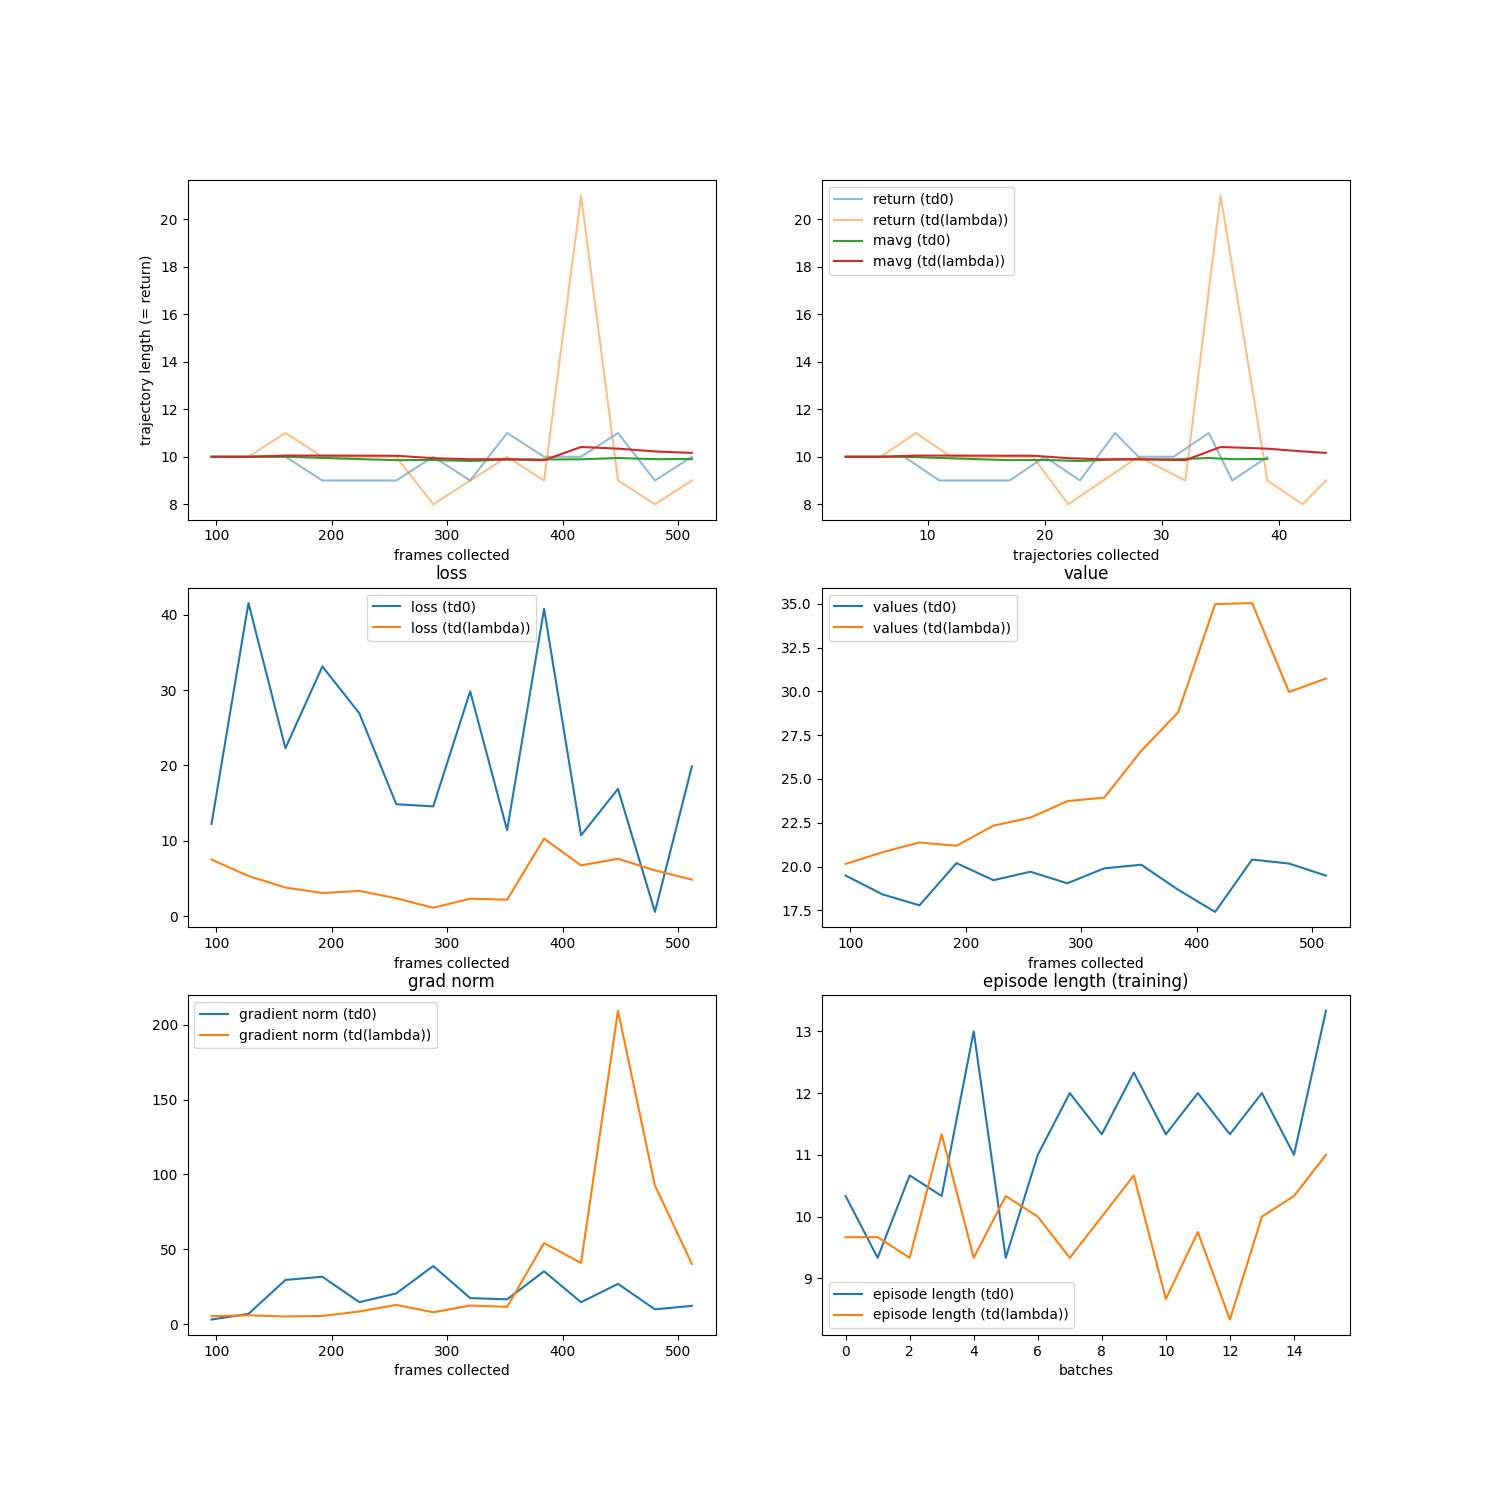 20
18
16
14
12
10
8
trajectory length (= return)
100 200 300 400 500
frames collected
return (td0)
return (td(lambda))
mavg (td0)
mavg (td(lambda))
20
18
16
14
12
10
8
10 20 30 40
trajectories collected
loss
loss (td0)
loss (td(lambda))
40
30
20
10
0
100 200 300 400 500
frames collected
value
values (td0)
values (td(lambda))
35.0
32.5
30.0
27.5
25.0
22.5
20.0
17.5
100 200 300 400 500
frames collected
grad norm
gradient norm (td0)
gradient norm (td(lambda))
200
150
100
50
0
100 200 300 400 500
frames collected
episode length (training)
13
12
11
10
9
episode length (td0)
episode length (td(lambda))
0 2 4 6 8 10 12 14
batches